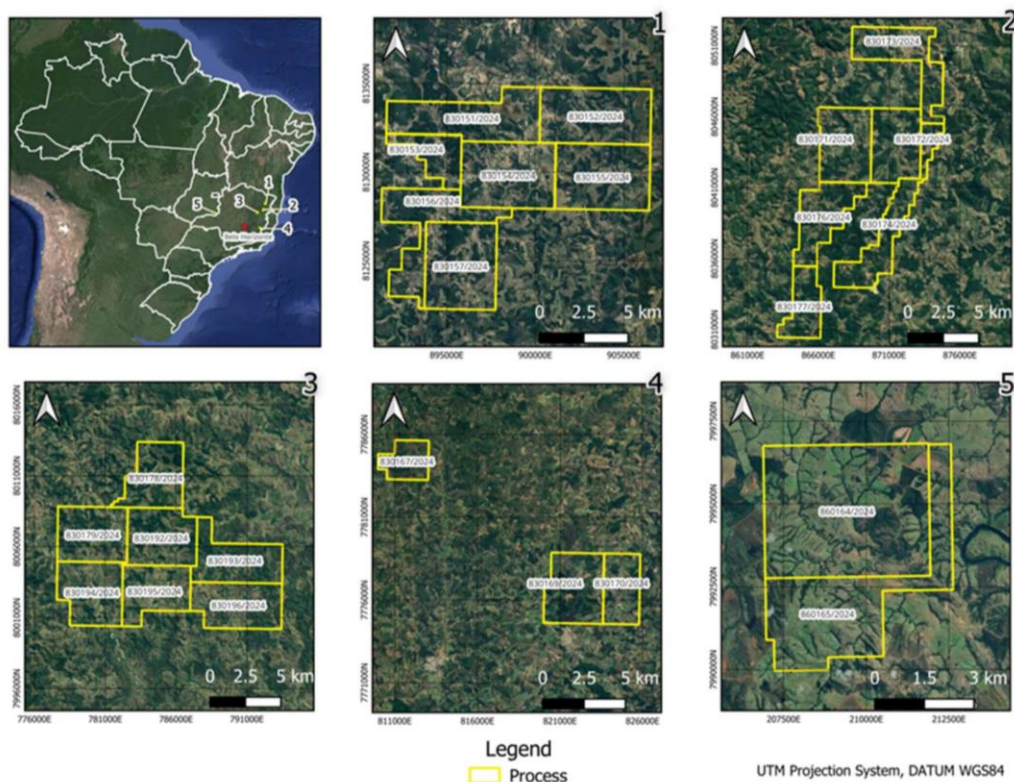 1
2
3
5
4
Belo Horizonte
1
8135000N
8130000N
8125000N
830151/2024
830152/2024
830153/2024
830154/2024
830155/2024
830156/2024
830157/2024
0 2.5 5 km
895000E 900000E 905000E
2
8051000N
8046000N
8041000N
8036000N
8031000N
830173/2024
830171/2024
830172/2024
830176/2024
830174/2024
830177/2024
0 2.5 5 km
861000E 866000E 871000E 876000E
3
8016000N
8011000N
8006000N
8001000N
7996000N
830178/2024
830179/2024
830192/2024
830193/2024
830194/2024
830195/2024
830196/2024
0 2.5 5 km
776000E 781000E 786000E 791000E
4
7786000N
7781000N
7776000N
7771000N
830167/2024
830169/2024
830170/2024
0 2.5 5 km
811000E 816000E 821000E 826000E
5
7997500N
7995000N
7992500N
7990000N
860164/2024
860165/2024
0 1.5 3 km
207500E 210000E 212500E
Legend
Process
UTM Projection System, DATUM WGS84